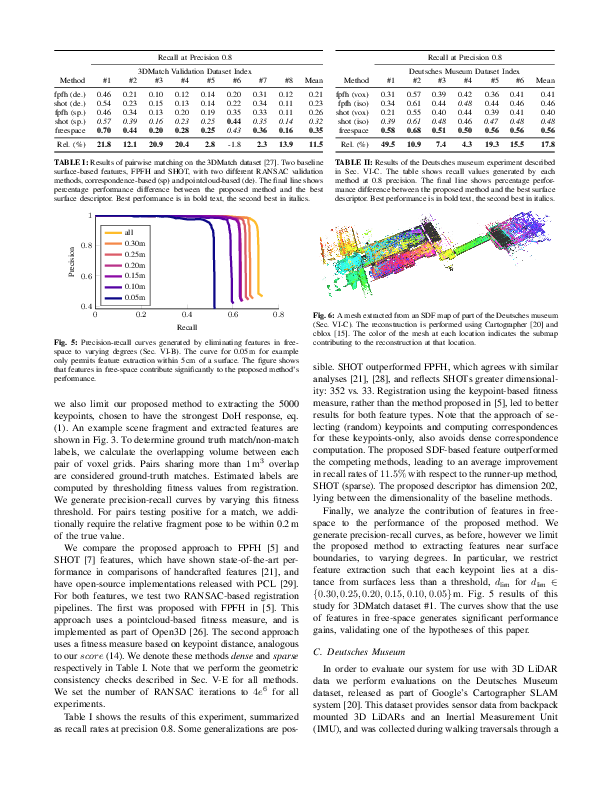 Recall at Precision 0.8
3DMatch Validation Dataset Index
Method #1 #2 #3 #4 #5 #6 #7 #8 Mean
fpfh (de.) 0.46 0.21 0.10 0.12 0.14 0.20 0.31 0.12 0.21
shot (de.) 0.54 0.23 0.15 0.13 0.14 0.22 0.34 0.11 0.23
fpfh (sp.) 0.46 0.34 0.13 0.20 0.19 0.35 0.33 0.11 0.26
shot (sp.) 0.57 0.39 0.16 0.23 0.25 0.44 0.35 0.14 0.32
freespace 0.70 0.44 0.20 0.28 0.25 0.43 0.36 0.16 0.35
Rel. (%) 21.8 12.1 20.9 20.4 2.8 -1.8 2.3 13.9 11.5
TABLE I: Results of pairwise matching on the 3DMatch dataset [27]. Two baseline
surface-based features, FPFH and SHOT, with two different RANSAC validation
methods, correspondence-based (sp) and pointcloud-based (de). The final line shows
percentage performance difference between the proposed method and the best
surface descriptor. Best performance is in bold text, the second best in italics.
Precision
1
0.8
0.6
0.4
all
0.30m
0.25m
0.20m
0.15m
0.10m
0.05m
0 0.2 0.4 0.6 0.8
Recall
Fig. 5: Precision-recall curves generated by eliminating features in free-
space to varying degrees (Sec. VI-B). The curve for 0.05m for example
only permits feature extraction within 5cm of a surface. The figure shows
that features in free-space contribute significantly to the proposed method's
performance.
we also limit our proposed method to extracting the 5000
keypoints, chosen to have the strongest DoH response, eq.
(1). An example scene fragment and extracted features are
shown in Fig. 3. To determine ground truth match/non-match
labels, we calculate the overlapping volume between each
pair of voxel grids. Pairs sharing more than 1m³ overlap
are considered ground-truth matches. Estimated labels are
computed by thresholding fitness values from registration.
We generate precision-recall curves by varying this fitness
threshold. For pairs testing positive for a match, we addi-
tionally require the relative fragment pose to be within 0.2 m
of the true value.
We compare the proposed approach to FPFH [5] and
SHOT [7] features, which have shown state-of-the-art per-
formance in comparisons of handcrafted features [21], and
have open-source implementations released with PCL [29].
For both features, we test two RANSAC-based registration
pipelines. The first was proposed with FPFH in [5]. This
approach uses a pointcloud-based fitness measure, and is
implemented as part of Open3D [26]. The second approach
uses a fitness measure based on keypoint distance, analogous
to our score (14). We denote these methods dense and sparse
respectively in Table I. Note that we perform the geometric
consistency checks described in Sec. V-E for all methods.
We set the number of RANSAC iterations to 4e⁶ for all
experiments.
Table I shows the results of this experiment, summarized
as recall rates at precision 0.8. Some generalizations are pos-
Recall at Precision 0.8
Deutsches Museum Dataset Index
Method #1 #2 #3 #4 #5 #6 Mean
fpfh (vox) 0.31 0.57 0.39 0.42 0.36 0.41 0.41
fpfh (iso) 0.34 0.61 0.44 0.48 0.44 0.46 0.46
shot (vox) 0.21 0.55 0.40 0.44 0.39 0.41 0.40
shot (iso) 0.39 0.61 0.48 0.46 0.47 0.48 0.48
freespace 0.58 0.68 0.51 0.50 0.56 0.56 0.56
Rel. (%) 49.5 10.9 7.4 4.3 19.3 15.5 17.8
TABLE II: Results of the Deutsches museum experiment described
in Sec. VI-C. The table shows recall values generated by each
method at 0.8 precision. The final line shows percentage perfor-
mance difference between the proposed method and the best surface
descriptor. Best performance is in bold text, the second best in italics.
Fig. 6: A mesh extracted from an SDF map of part of the Deutsches museum
(Sec. VI-C). The reconstruction is performed using Cartographer [20] and
cblox [15]. The color of the mesh at each location indicates the submap
contributing to the reconstruction at that location.
sible. SHOT outperformed FPFH, which agrees with similar
analyses [21], [28], and reflects SHOTs greater dimensional-
ity: 352 vs. 33. Registration using the keypoint-based fitness
measure, rather than the method proposed in [5], led to better
results for both feature types. Note that the approach of se-
lecting (random) keypoints and computing correspondences
for these keypoints-only, also avoids dense correspondence
computation. The proposed SDF-based feature outperformed
the competing methods, leading to an average improvement
in recall rates of 11.5% with respect to the runner-up method,
SHOT (sparse). The proposed descriptor has dimension 202,
lying between the dimensionality of the baseline methods.
Finally, we analyze the contribution of features in free-
space to the performance of the proposed method. We
generate precision-recall curves, as before, however we limit
the proposed method to extracting features near surface
boundaries, to varying degrees. In particular, we restrict
feature extraction such that each keypoint lies at a dis-
tance from surfaces less than a threshold, d_lim for d_lim ∈
{0.30, 0.25, 0.20, 0.15, 0.10, 0.05}m. Fig. 5 results of this
study for 3DMatch dataset #1. The curves show that the use
of features in free-space generates significant performance
gains, validating one of the hypotheses of this paper.
C. Deutsches Museum
In order to evaluate our system for use with 3D LiDAR
data we perform evaluations on the Deutsches Museum
dataset, released as part of Google's Cartographer SLAM
system [20]. This dataset provides sensor data from backpack
mounted 3D LiDARs and an Inertial Measurement Unit
(IMU), and was collected during walking traversals through a